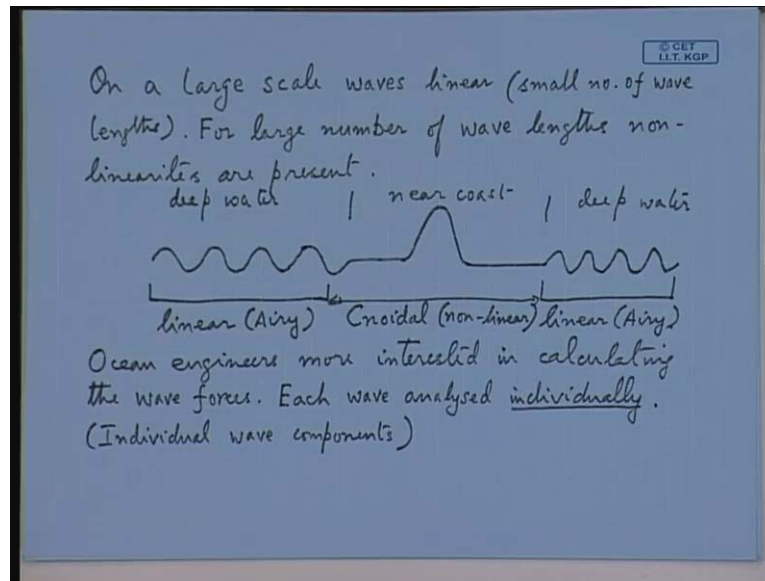 © CET
I.I.T. KGP
On a large scale waves linear (small no. of wave
lengths). For large number of wave lengths non-
linearities are present.
deep water | near coast | deep water
linear (Airy) Cnoidal (non-linear) linear (Airy)
Ocean engineers more interested in calculating
the wave forces. Each wave analysed individually.
(Individual wave components)